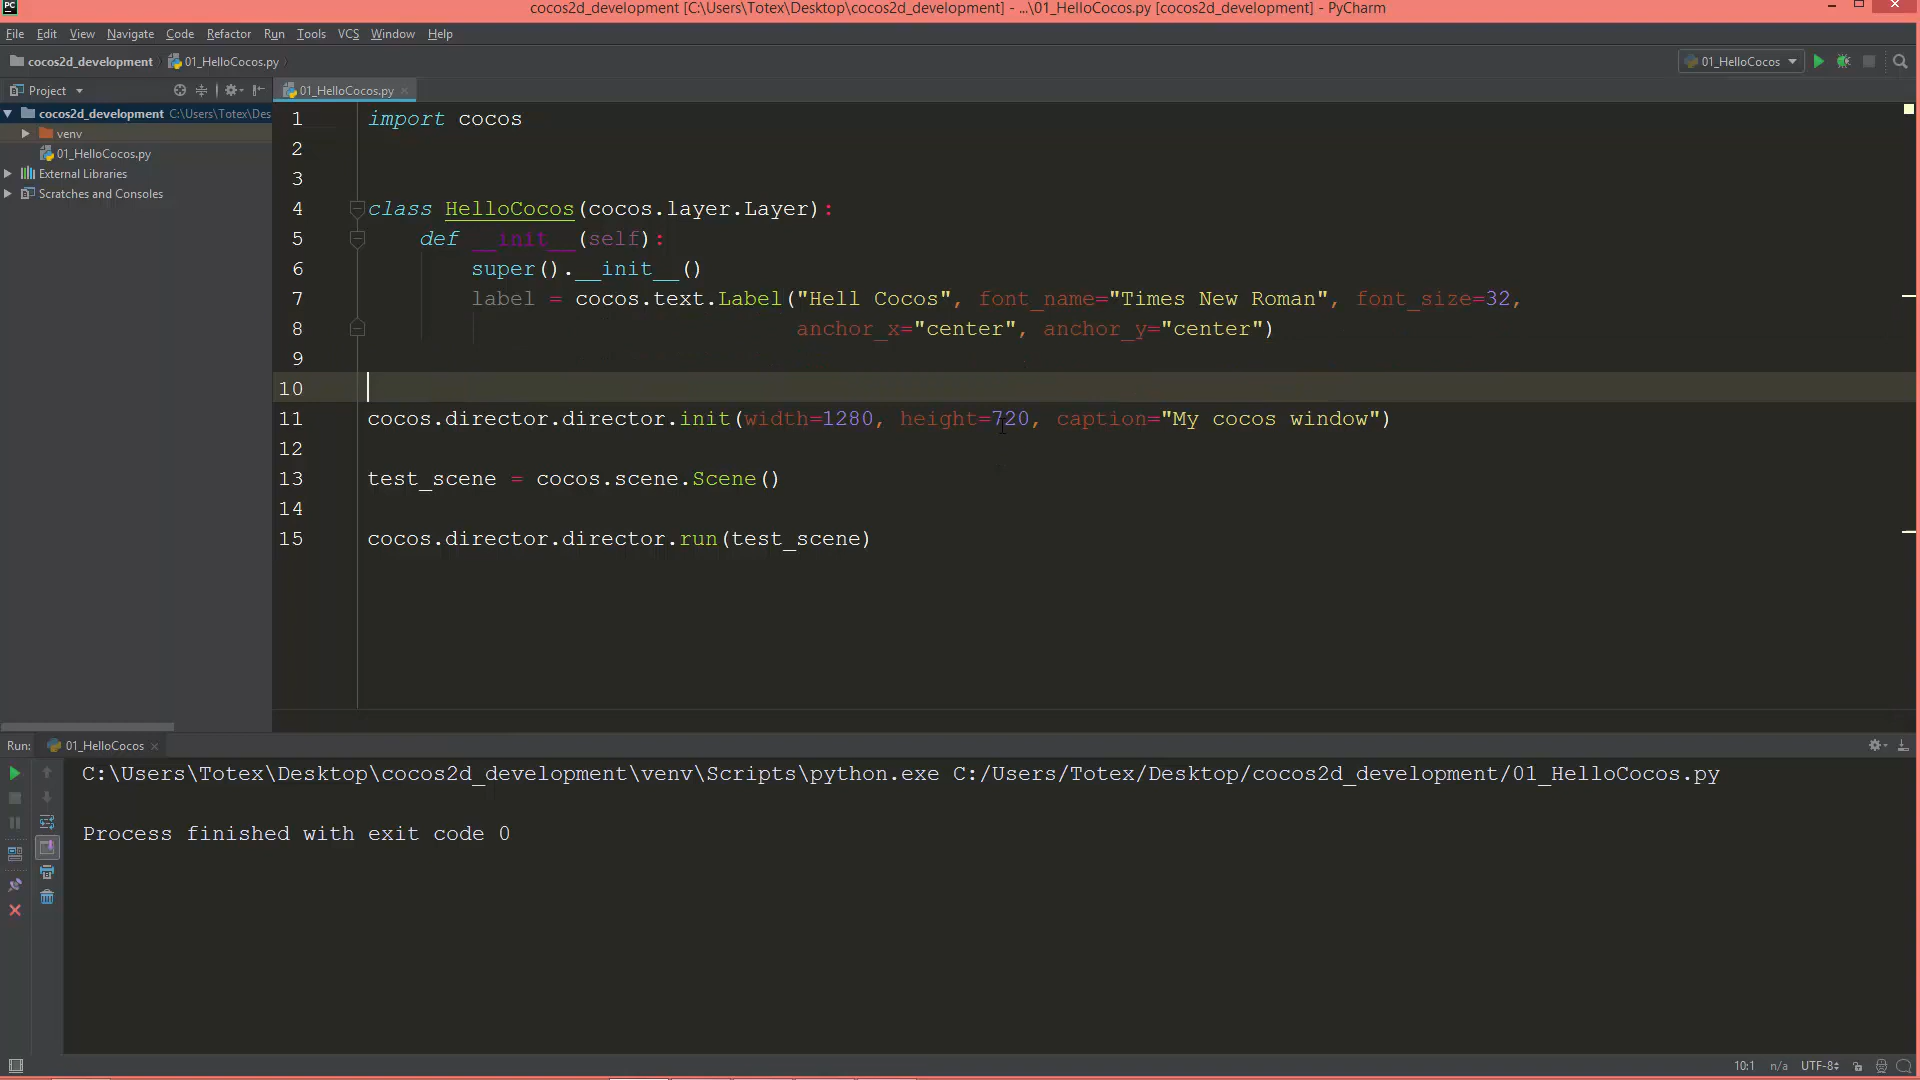 PC cocos2d_development [C:\Users\Totex\Desktop\cocos2d_development] - ...\01_HelloCocos.py [cocos2d_development] - PyCharm
File Edit View Navigate Code Refactor Run Tools VCS Window Help
cocos2d_development 01_HelloCocos.py 01_HelloCocos
Project 01_HelloCocos.py
cocos2d_development C:\Users\Totex\Des
venv
01_HelloCocos.py
External Libraries
Scratches and Consoles
1 import cocos
2
3
4 class HelloCocos(cocos.layer.Layer):
5 def __init__(self):
6 super().__init__()
7 label = cocos.text.Label("Hell Cocos", font_name="Times New Roman", font_size=32,
8 anchor_x="center", anchor_y="center")
9
10
11 cocos.director.director.init(width=1280, height=720, caption="My cocos window")
12
13 test_scene = cocos.scene.Scene()
14
15 cocos.director.director.run(test_scene)
Run: 01_HelloCocos
C:\Users\Totex\Desktop\cocos2d_development\venv\Scripts\python.exe C:/Users/Totex/Desktop/cocos2d_development/01_HelloCocos.py
Process finished with exit code 0
10:1 n/a UTF-8